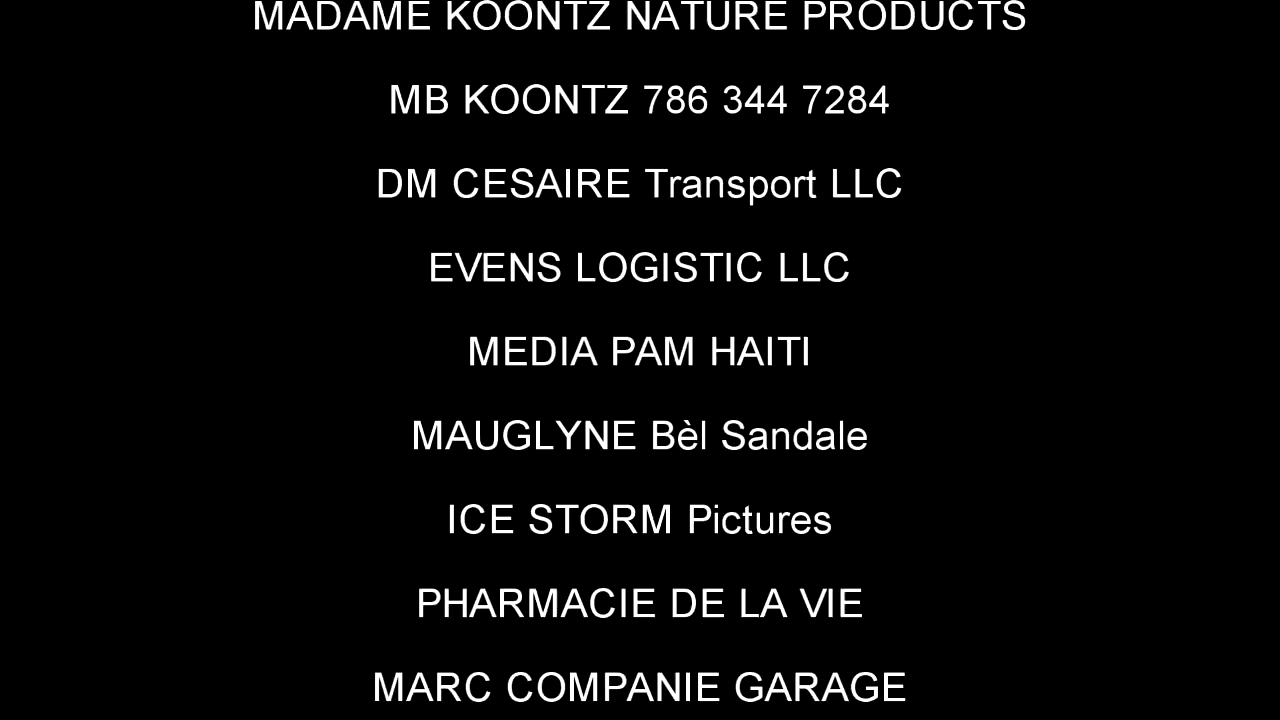 MADAME KOONTZ NATURE PRODUCTS
MB KOONTZ 786 344 7284
DM CESAIRE Transport LLC
EVENS LOGISTIC LLC
MEDIA PAM HAITI
MAUGLYNE Bèl Sandale
ICE STORM Pictures
PHARMACIE DE LA VIE
MARC COMPANIE GARAGE